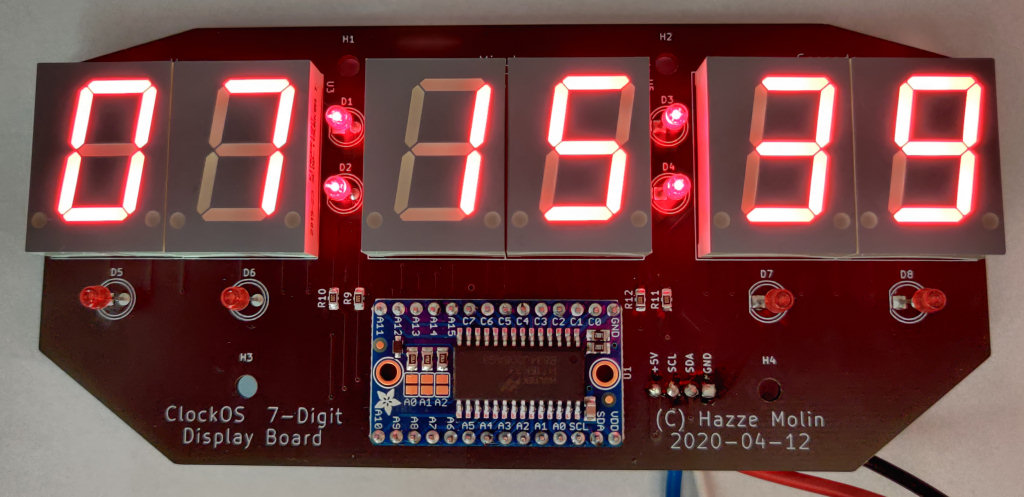 H1
H2
07 15 39
U3
D1
D3
D2
D4
D5
D6
D7
D8
R10
R9
R12
R11
A11
A12
A13
A14
A15
C7 C6 C5 C4 C3 C2 C1 C0
GND
U1
A0 A1 A2
A10
A9
A8
A7
A6
A5 A4 A3 A2 A1 A0 SCL
SDA
VDD
+5V
SCL
SDA
GND
H3
H4
ClockOS 7-Digit
Display Board
(C) Hazze Molin
2020-04-12